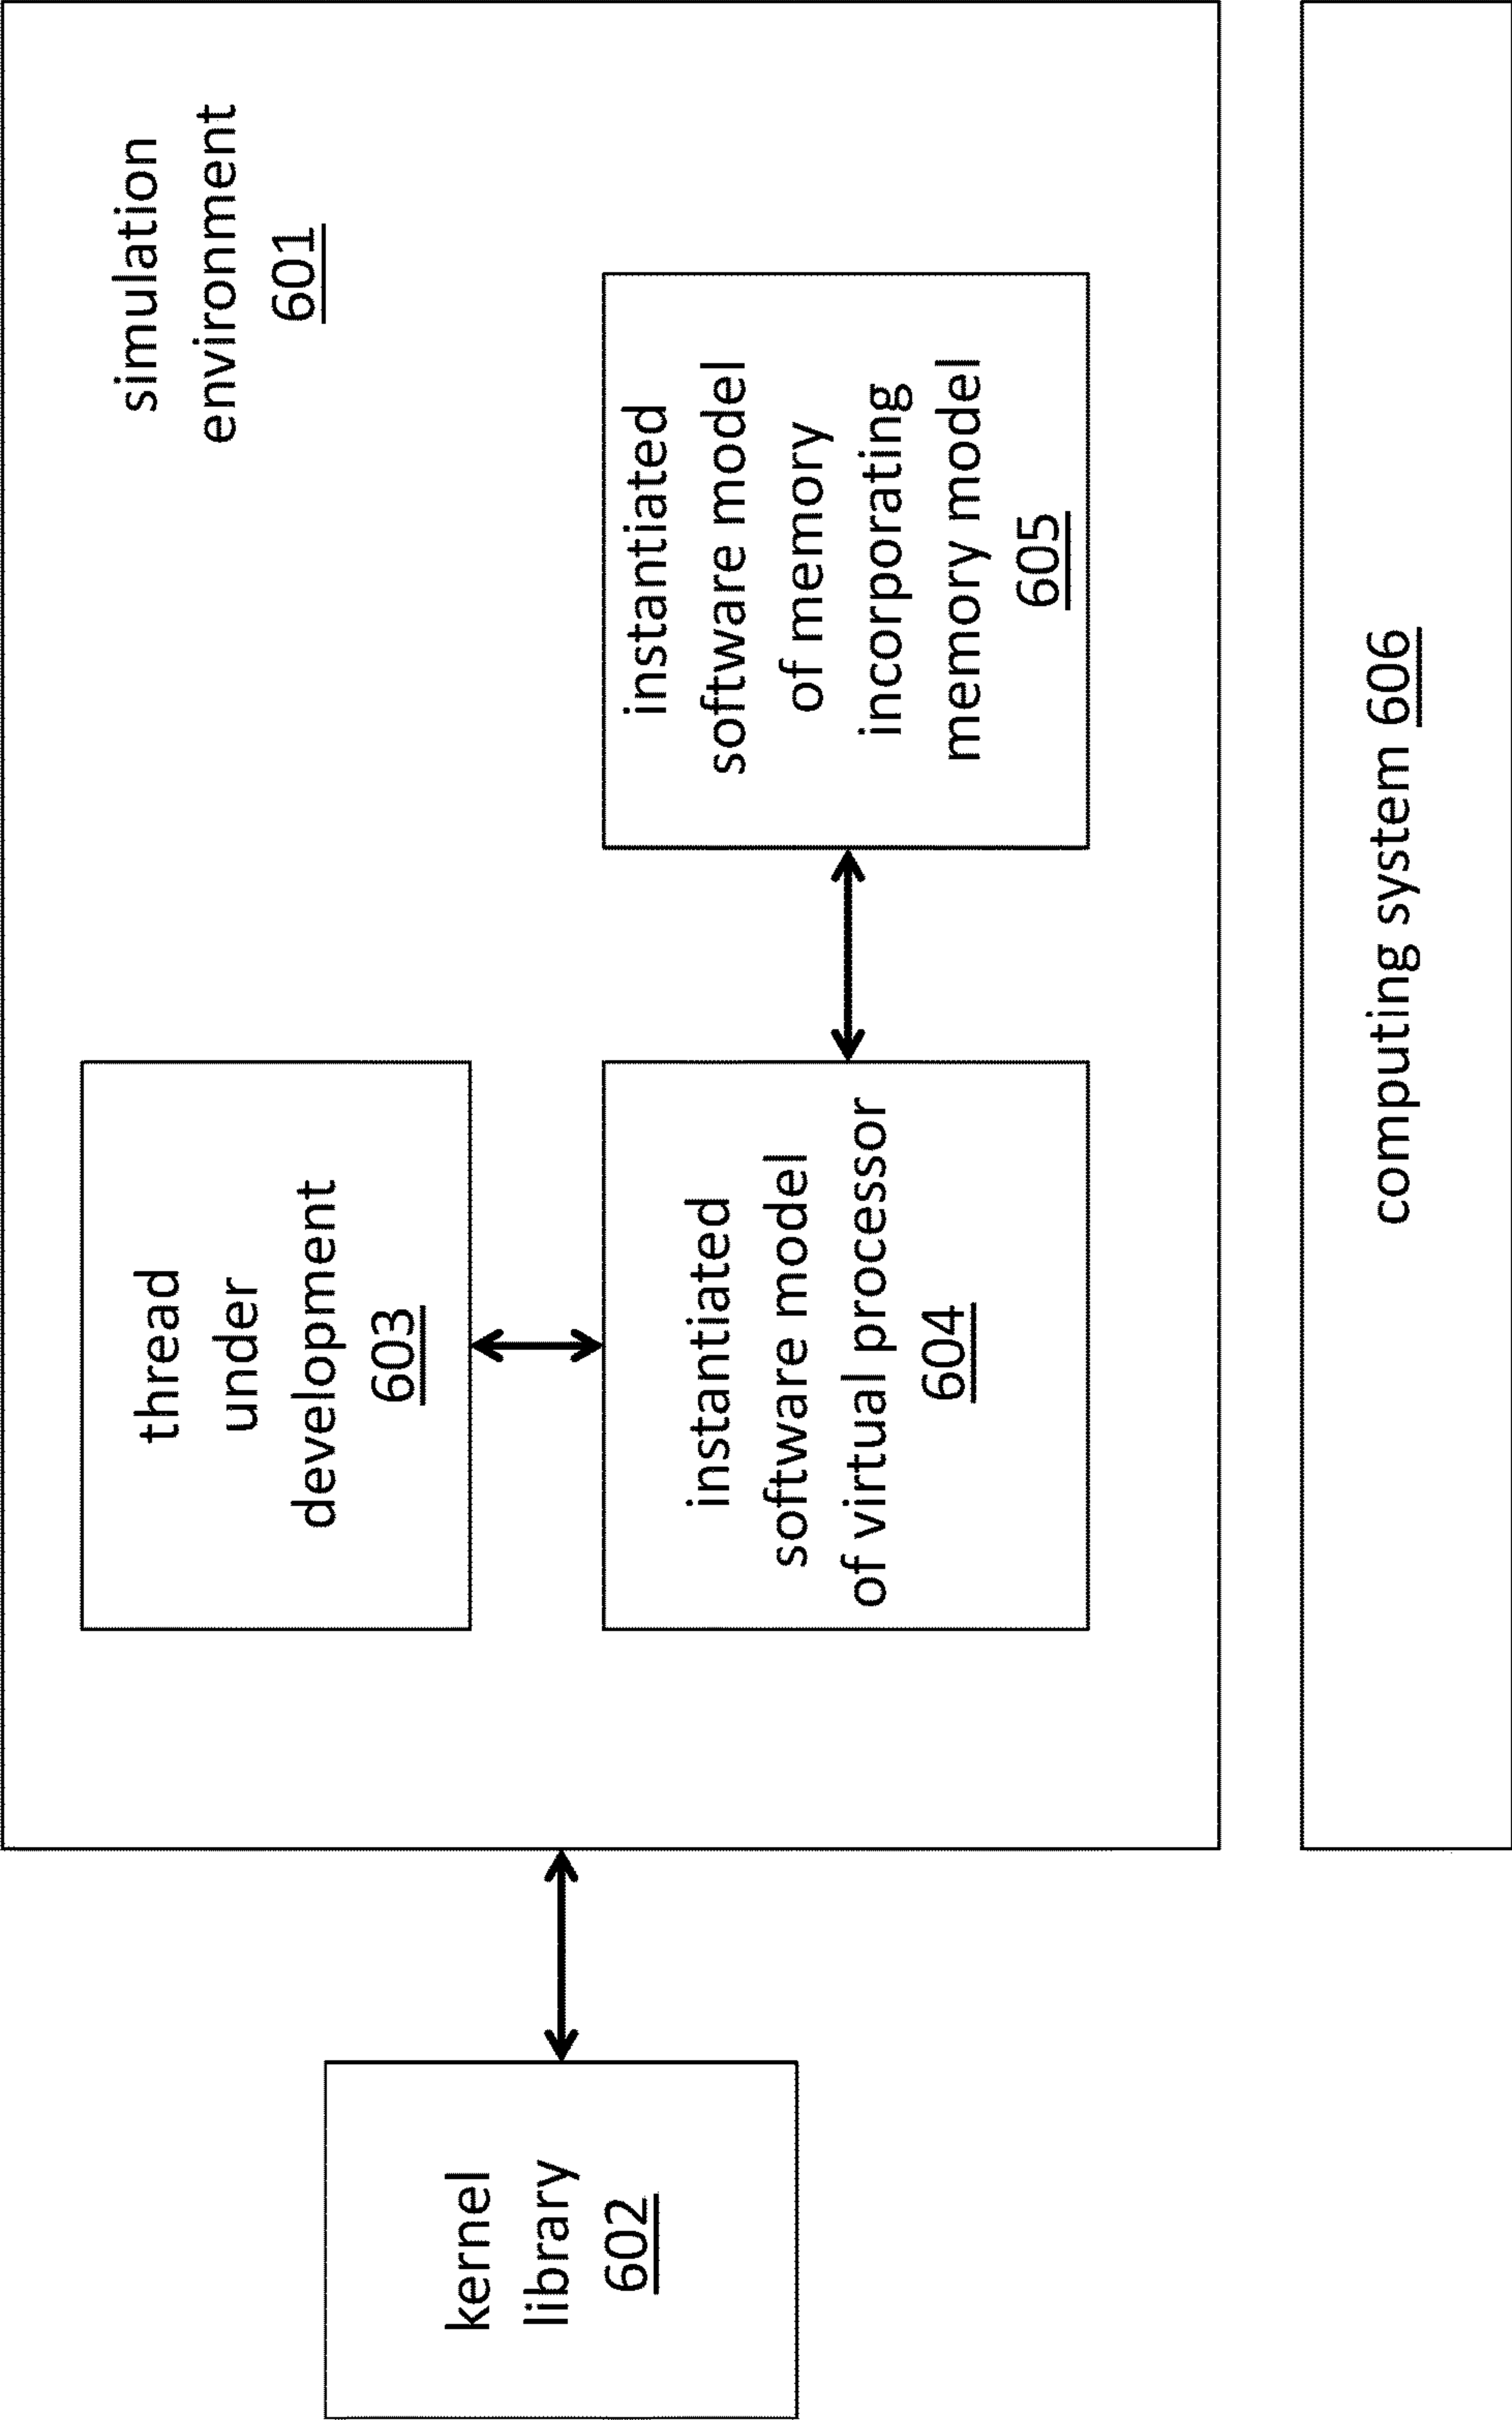 kernel
library
602
thread
under
development
603
instantiated
software model
of virtual processor
604
simulation
environment
601
instantiated
software model
of memory
incorporating
memory model
605
computing system 606